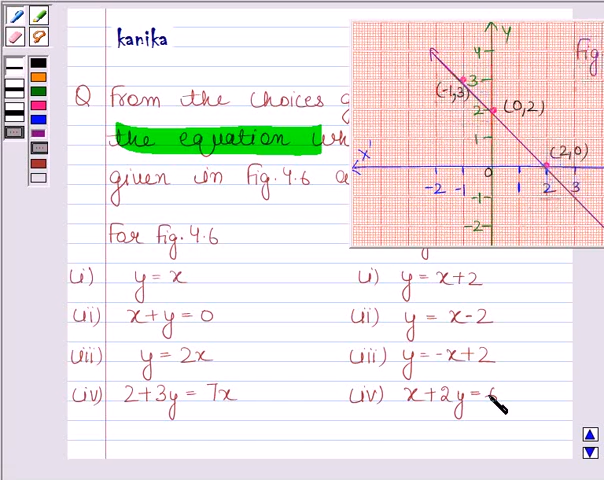 kanika
Q From the choices g
the equation wh
given in Fig. 4.6 a
For Fig. 4.6
(i) y = x
(ii) x + y = 0
(iii) y = 2x
(iv) 2 + 3y = 7x
(i) y = x + 2
(ii) y = x - 2
(iii) y = -x + 2
(iv) x + 2y = 6
Fig.
Y
4
3
(-1,3)
2
(0,2)
1
X'
(2,0)
0
-2 -1 1 2 3
-1
-2